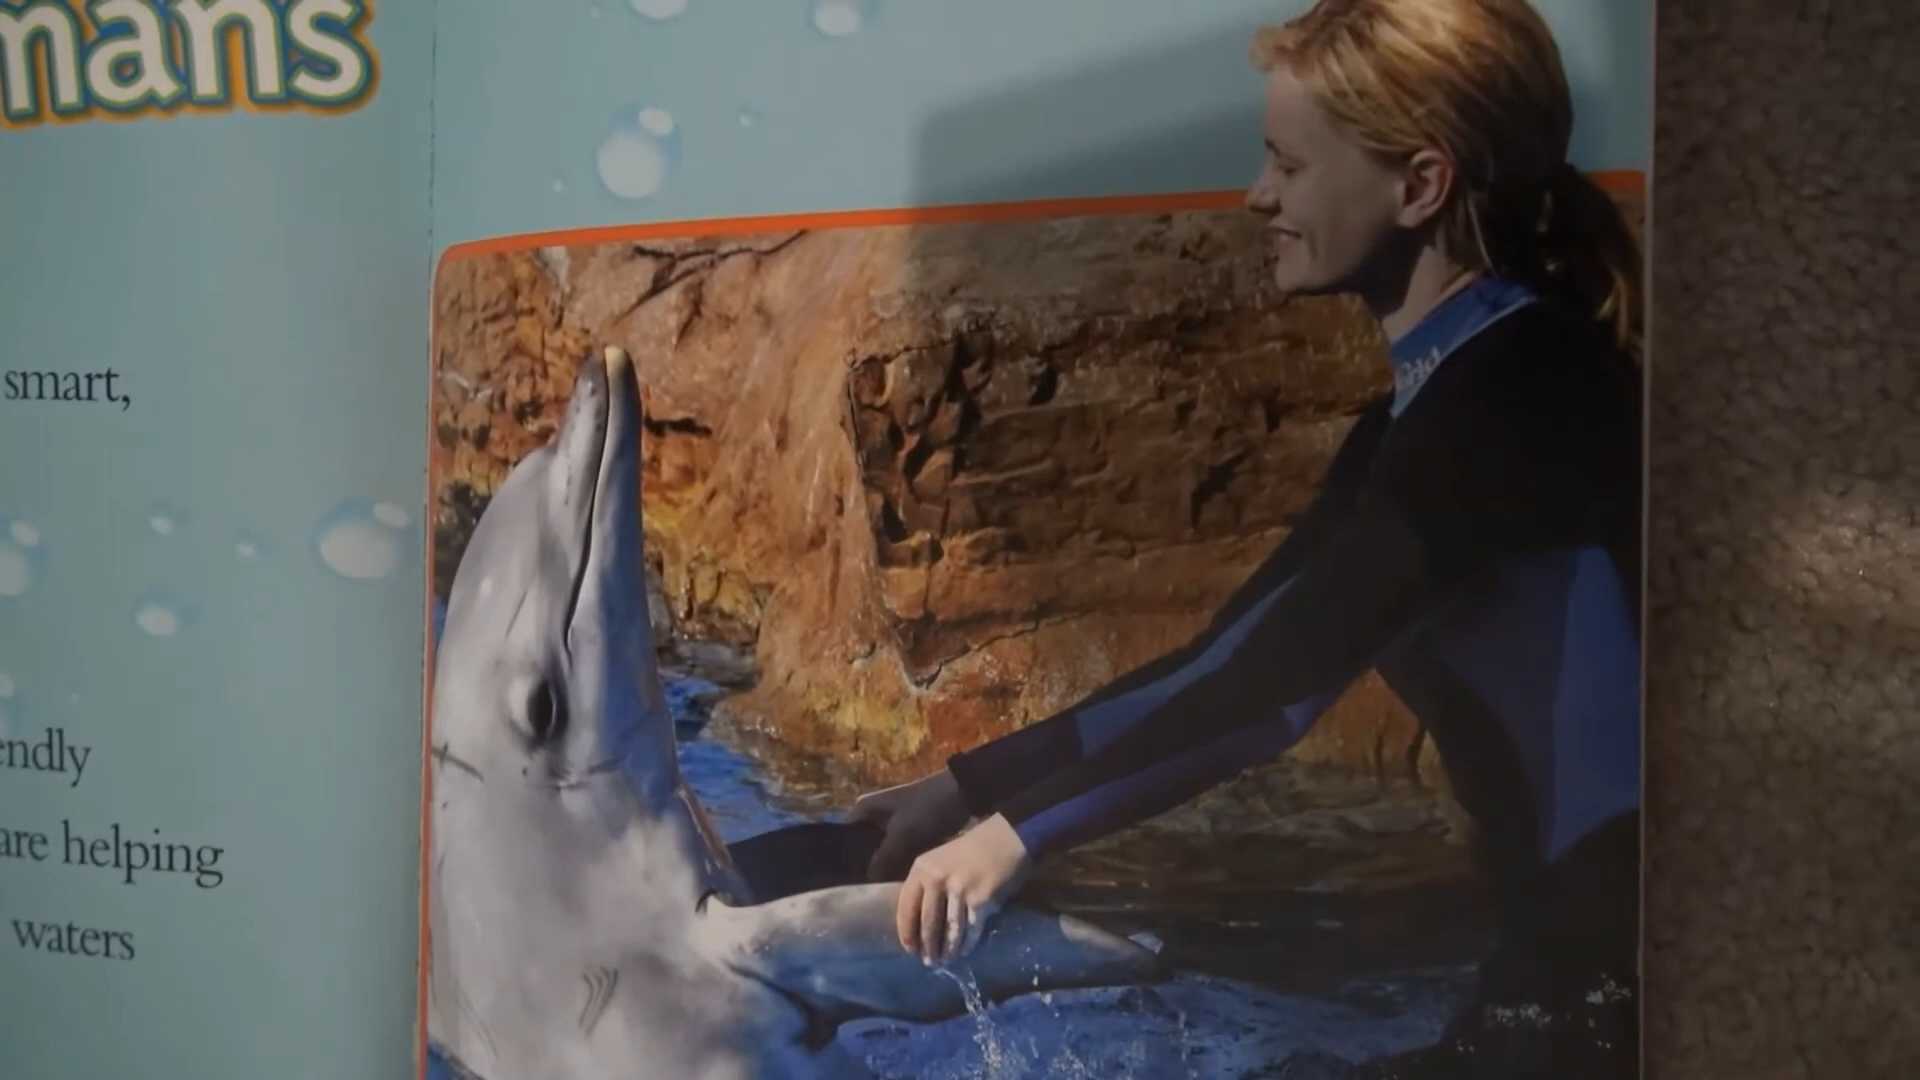 mans
smart,
endly
are helping
waters